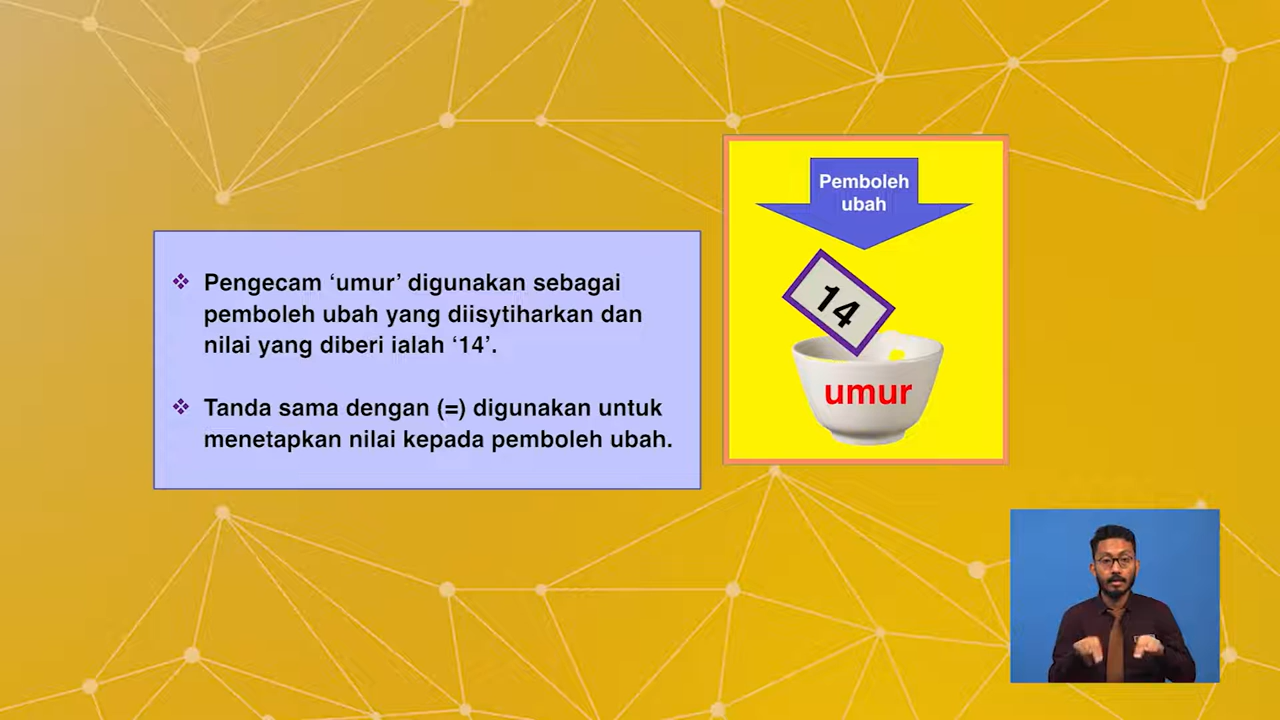 Pengecam ‘umur’ digunakan sebagai
pemboleh ubah yang diisytiharkan dan
nilai yang diberi ialah ‘14’.
Tanda sama dengan (=) digunakan untuk
menetapkan nilai kepada pemboleh ubah.
Pemboleh
ubah
14
umur